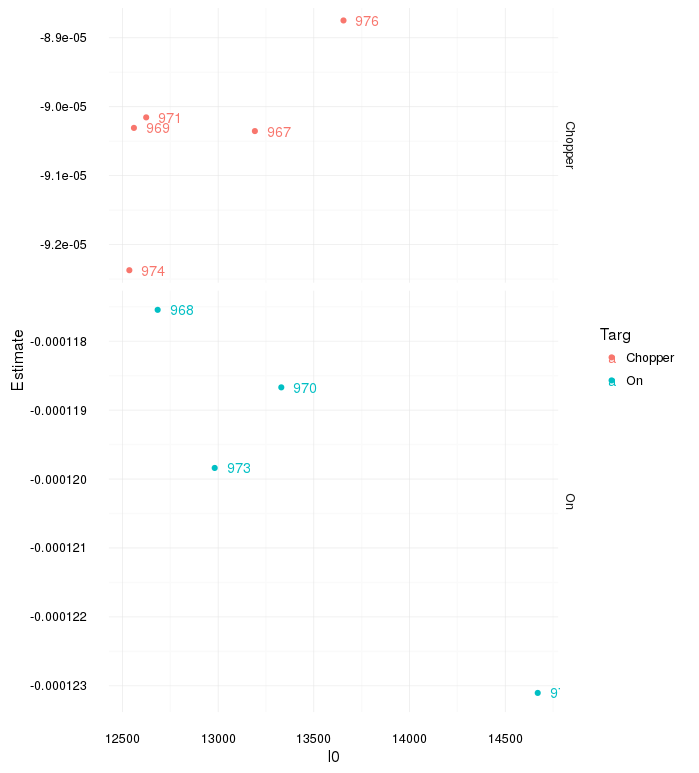 Estimate
-8.9e-05
-9.0e-05
-9.1e-05
-9.2e-05
976
971
969
967
974
Chopper
-0.000118
-0.000119
-0.000120
-0.000121
-0.000122
-0.000123
968
970
973
97
On
12500 13000 13500 14000 14500
I0
Targ
a Chopper
a On